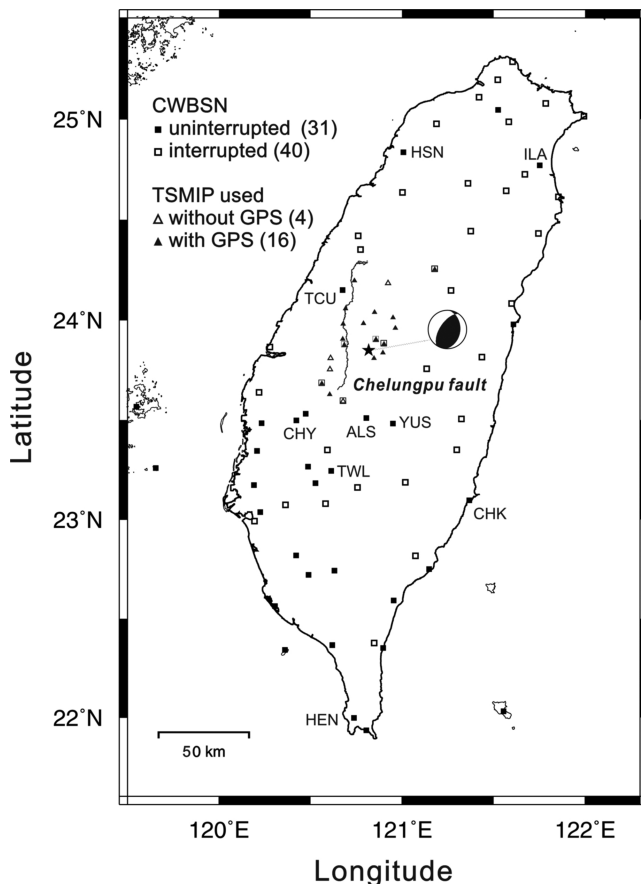 CWBSN
uninterrupted (31)
interrupted (40)
TSMIP used
without GPS (4)
with GPS (16)
HSN
ILA
TCU
Chelungpu fault
CHY
ALS
YUS
TWL
CHK
HEN
50 km
25°N
24°N
23°N
22°N
Latitude
120°E
121°E
122°E
Longitude